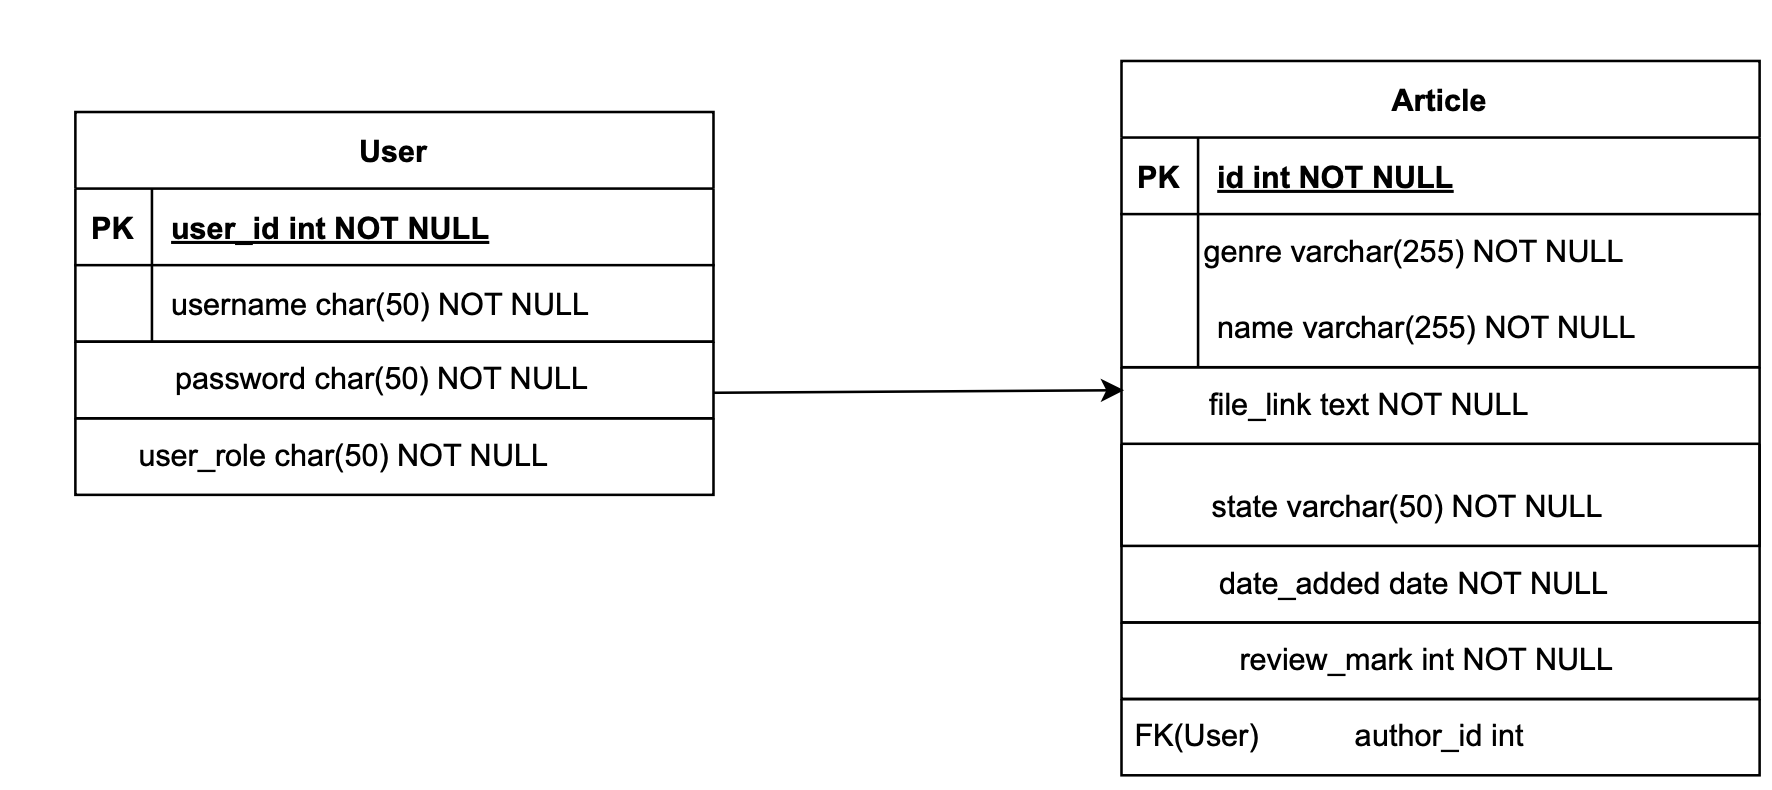 User
PK user_id int NOT NULL
username char(50) NOT NULL
password char(50) NOT NULL
user_role char(50) NOT NULL
Article
PK id int NOT NULL
genre varchar(255) NOT NULL
name varchar(255) NOT NULL
file_link text NOT NULL
state varchar(50) NOT NULL
date_added date NOT NULL
review_mark int NOT NULL
FK(User) author_id int